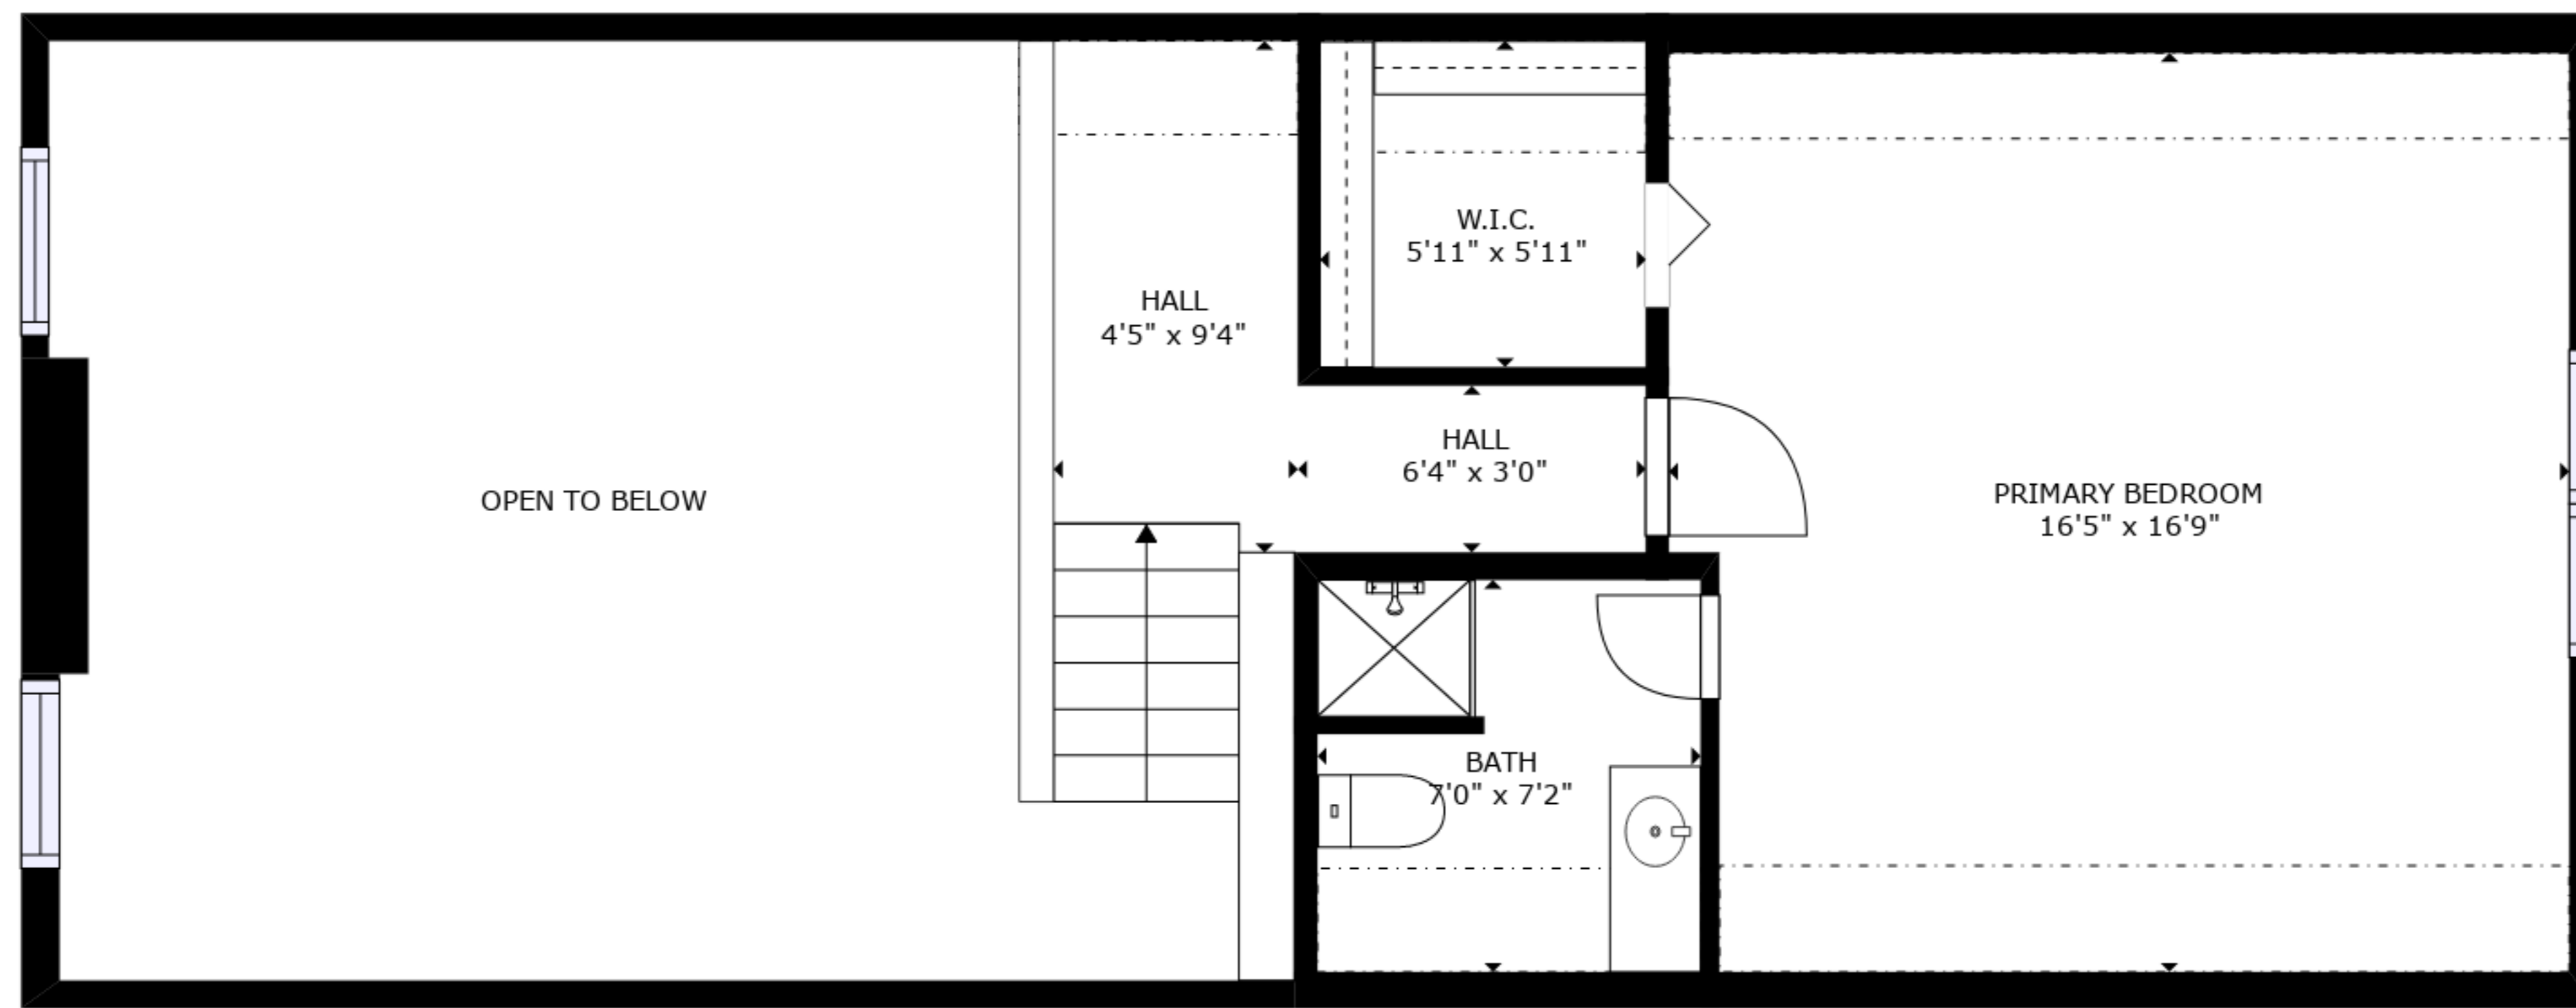 W.I.C.
5'11" x 5'11"
HALL
4'5" x 9'4"
HALL
6'4" x 3'0"
OPEN TO BELOW
PRIMARY BEDROOM
16'5" x 16'9"
BATH
7'0" x 7'2"